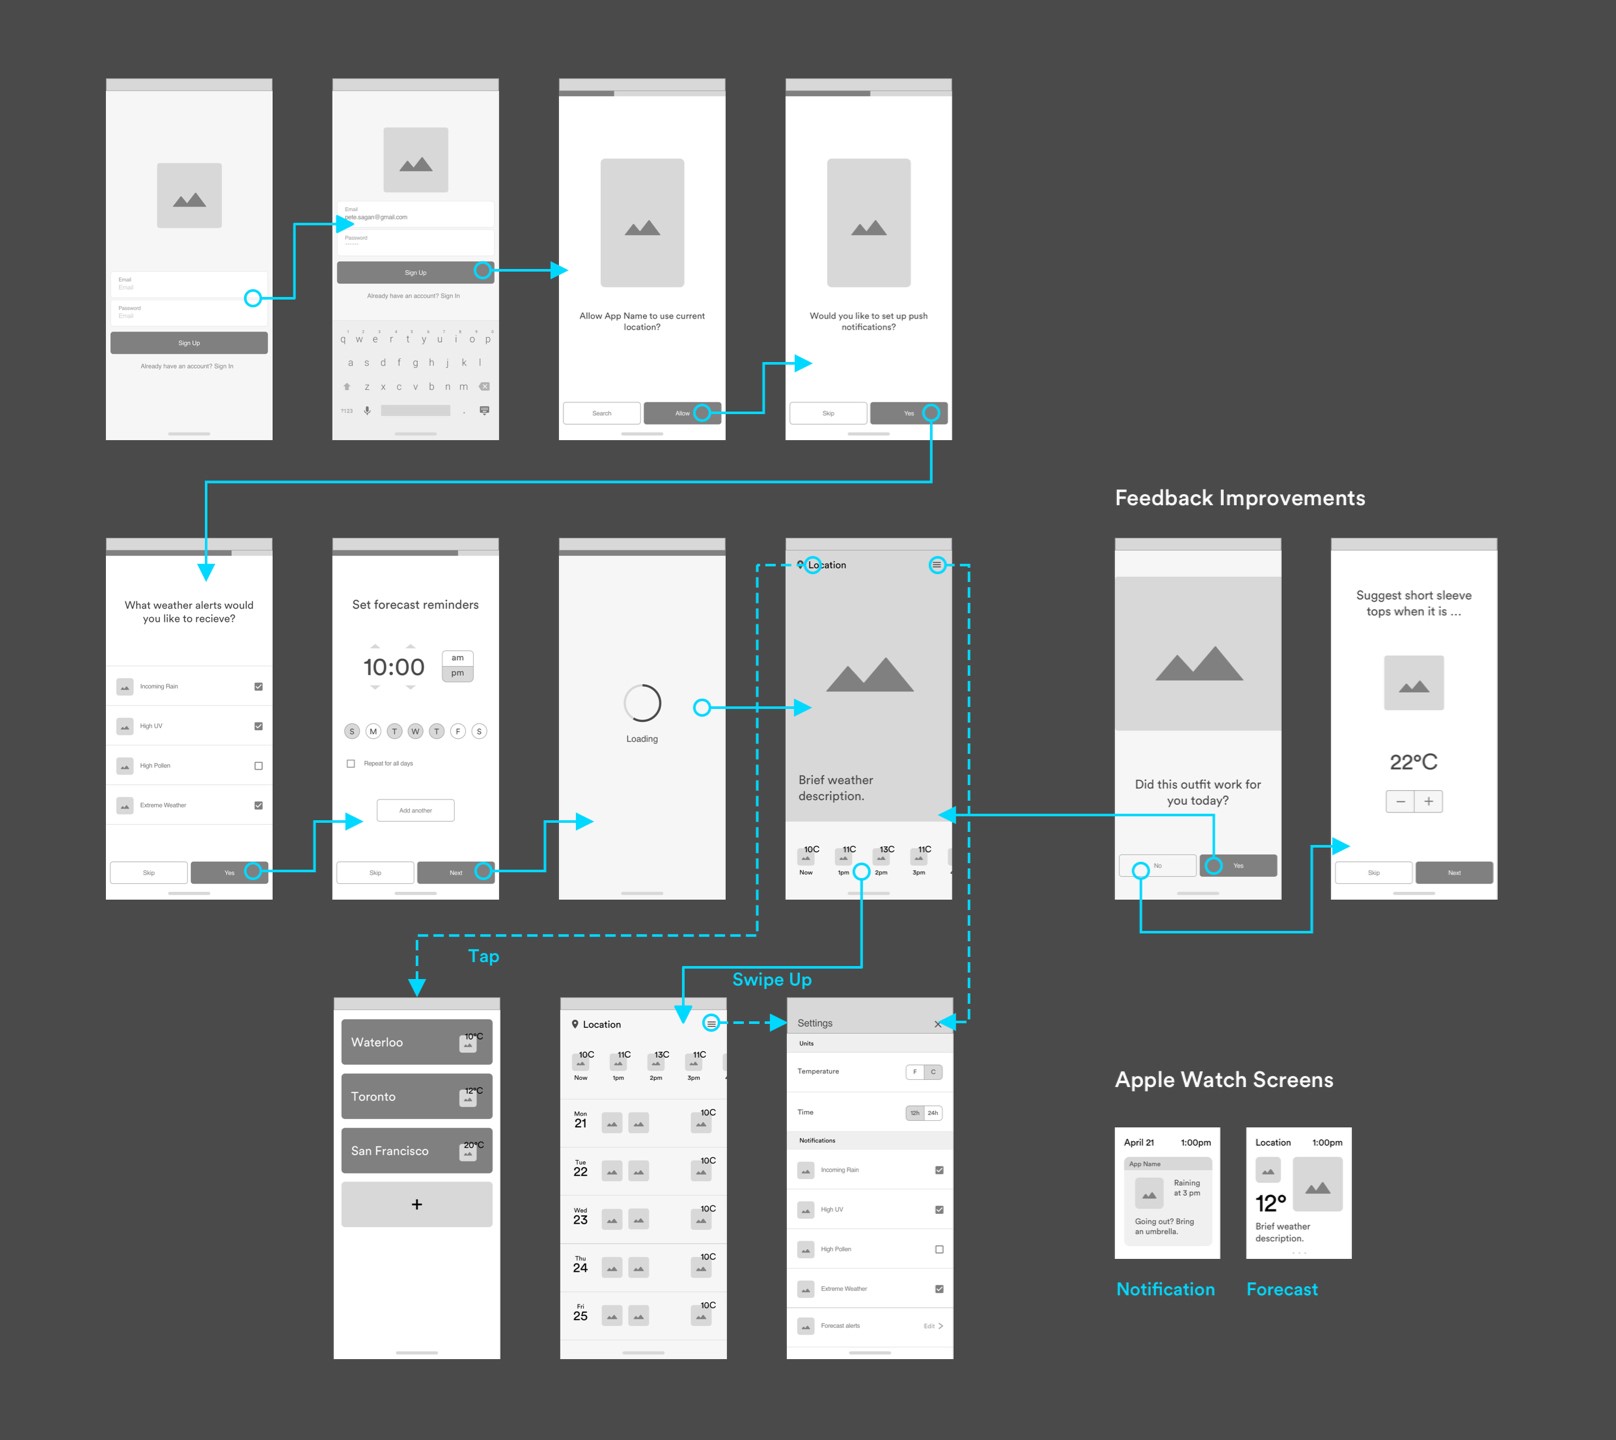 Email
Email
Password
Email
Sign Up
Already have an account? Sign In
Email
pete.sagan@gmail.com
Password
Sign Up
Already have an account? Sign In
1 2 3 4 5 6 7 8 9 0
q w e r t y u i o p
a s d f g h j k l
z x c v b n m
?123 .
Allow App Name to use current
location?
Search
Allow
Would you like to set up push
notifications?
Skip
Yes
What weather alerts would
you like to recieve?
Incoming Rain
High UV
High Pollen
Extreme Weather
Skip
Yes
Set forecast reminders
10:00
am
pm
S M T W T F S
Repeat for all days
Add another
Skip
Next
Loading
Location
Brief weather
description.
10C 11C 13C 11C
Now 1pm 2pm 3pm
Feedback Improvements
Did this outfit work for
you today?
No
Yes
Suggest short sleeve
tops when it is ...
22°C
− +
Skip
Next
Tap
Swipe Up
Waterloo
10°C
Toronto
12°C
San Francisco
20°C
+
Location
10C 11C 13C 11C
Now 1pm 2pm 3pm
Mon
21
10C
Tue
22
10C
Wed
23
10C
Thu
24
10C
Fri
25
10C
Settings
Units
Temperature
F C
Time
12h 24h
Notifications
Incoming Rain
High UV
High Pollen
Extreme Weather
Forecast alerts
Edit
Apple Watch Screens
April 21 1:00pm
App Name
Raining
at 3 pm
Going out? Bring
an umbrella.
Notification
Location 1:00pm
12°
Brief weather
description.
Forecast